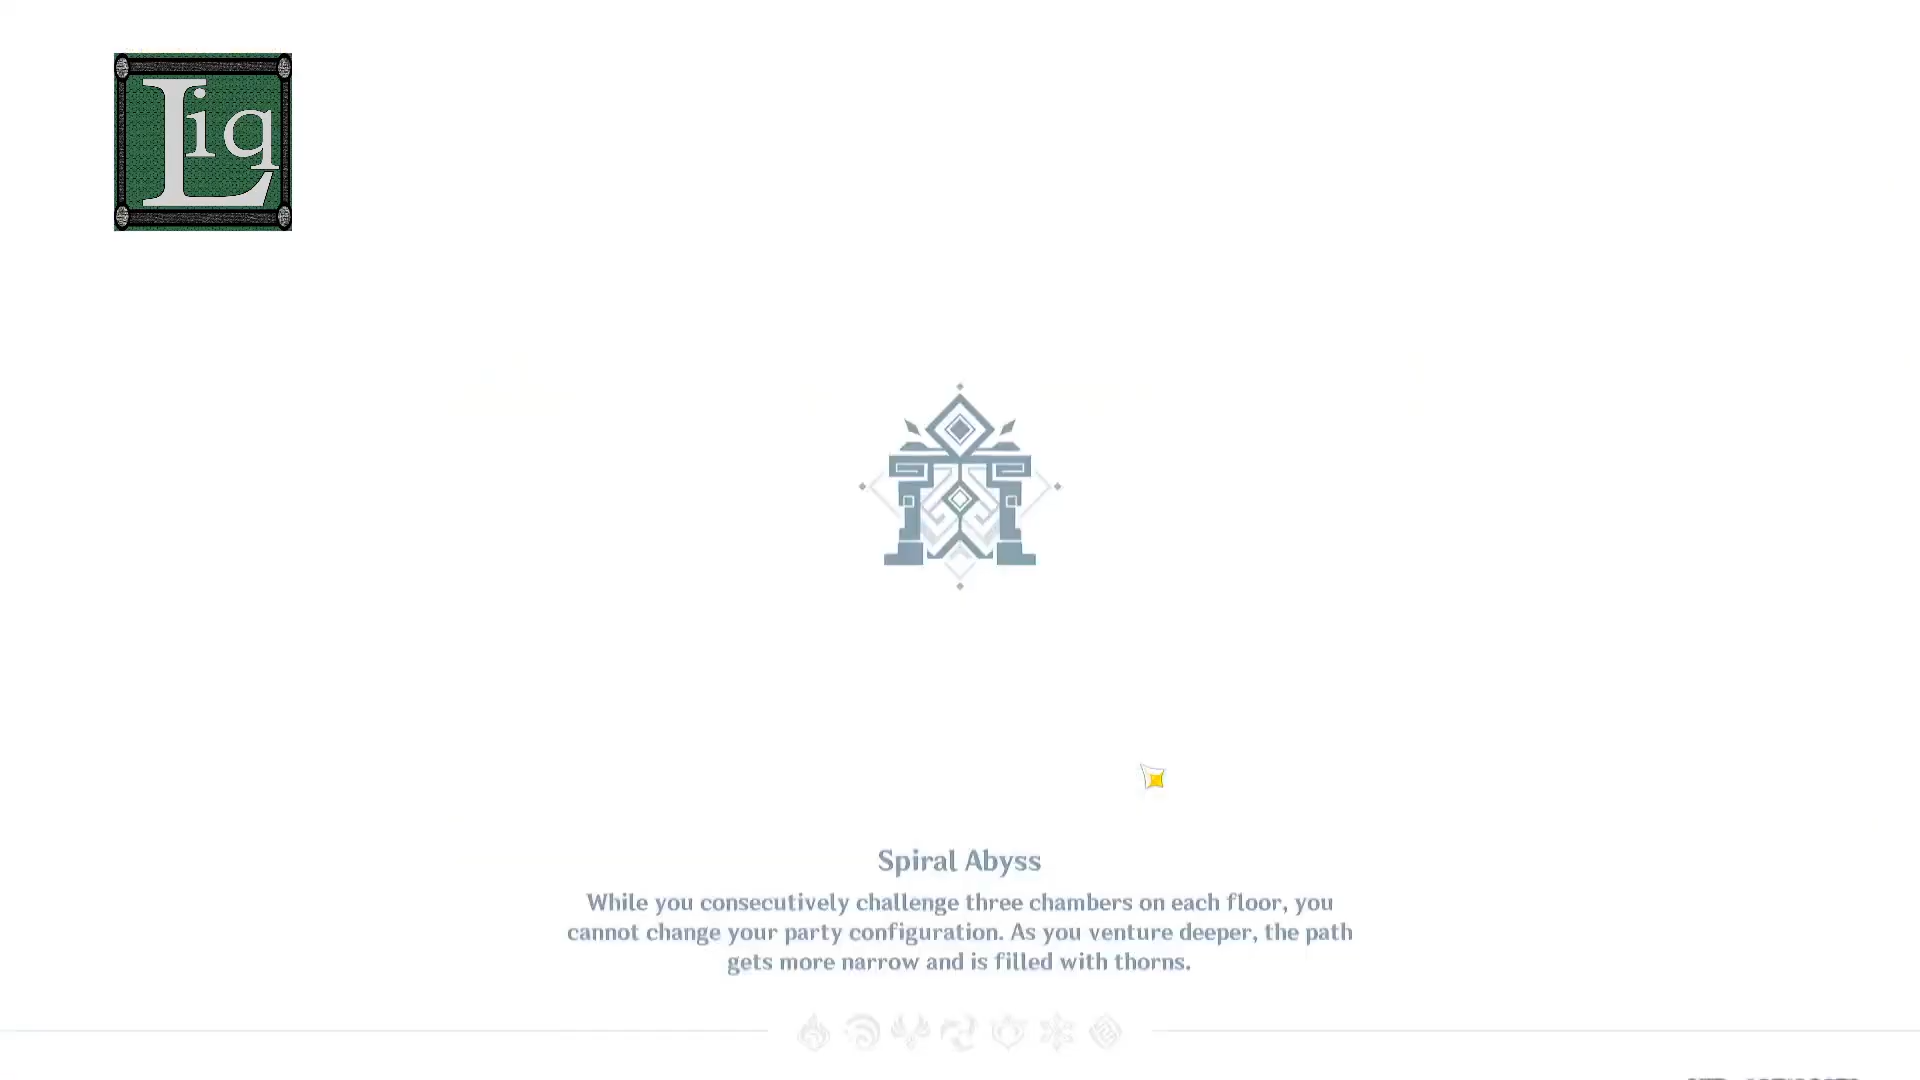 Liq
Spiral Abyss
While you consecutively challenge three chambers on each floor, you
cannot change your party configuration. As you venture deeper, the path
gets more narrow and is filled with thorns.